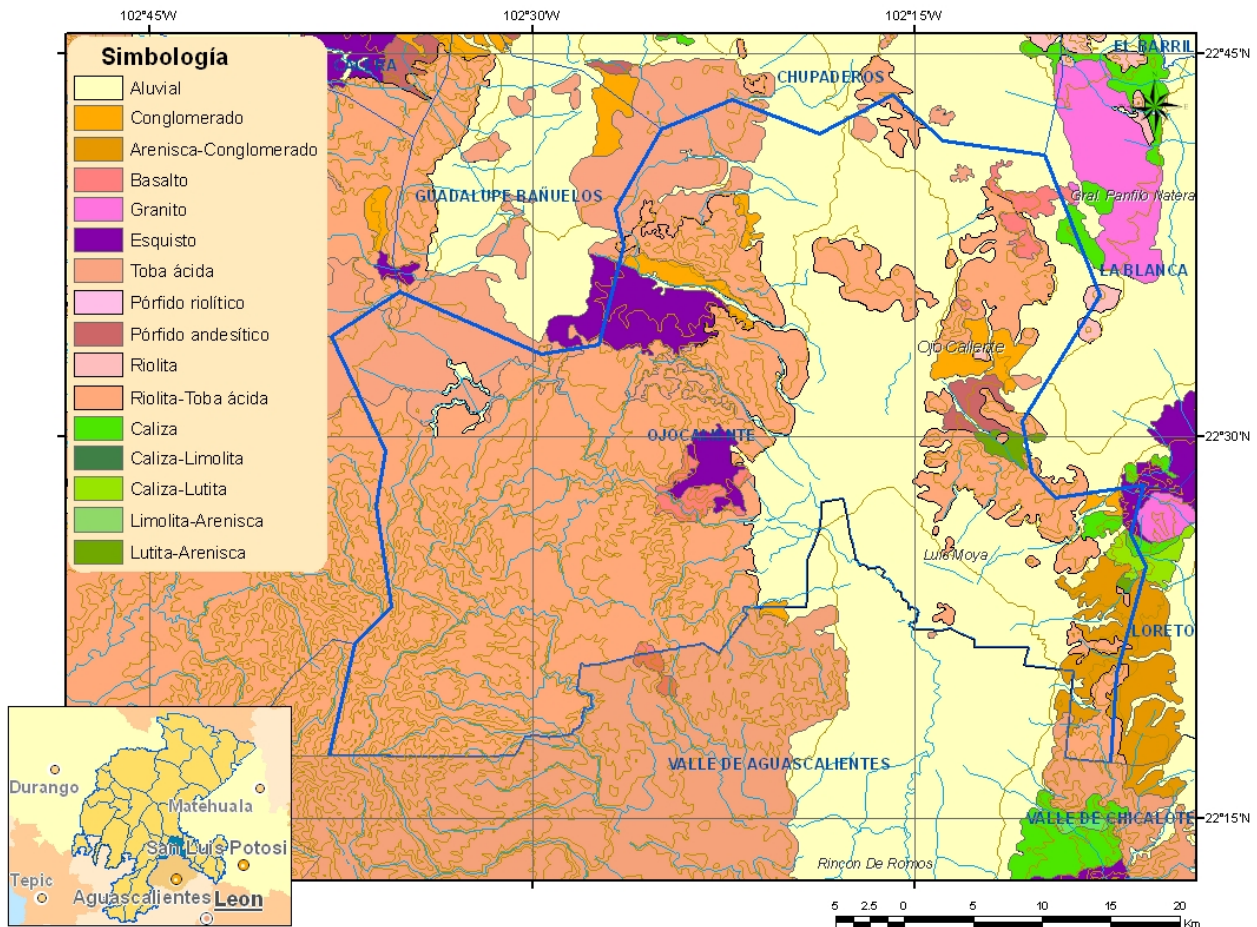 102°45'W
102°30'W
102°15'W
Simbología
Aluvial
Conglomerado
Arenisca-Conglomerado
Basalto
Granito
Esquisto
Toba ácida
Pórfido riolítico
Pórfido andesítico
Riolita
Riolita-Toba ácida
Caliza
Caliza-Limolita
Caliza-Lutita
Limolita-Arenisca
Lutita-Arenisca
EL BARRIL
22°45'N
CHUPADEROS
GUADALUPE BAÑUELOS
Gral. Panfilo Natera
LA BLANCA
Ojo Caliente
OJOCALIENTE
22°30'N
Luis Moya
LORETO
VALLE DE AGUASCALIENTES
VALLE DE CHICALOTE
22°15'N
Rincon De Romos
Durango
Matehuala
San Luis Potosi
Tepic
Aguascalientes
Leon
5 2.5 0 5 10 15 20
Km